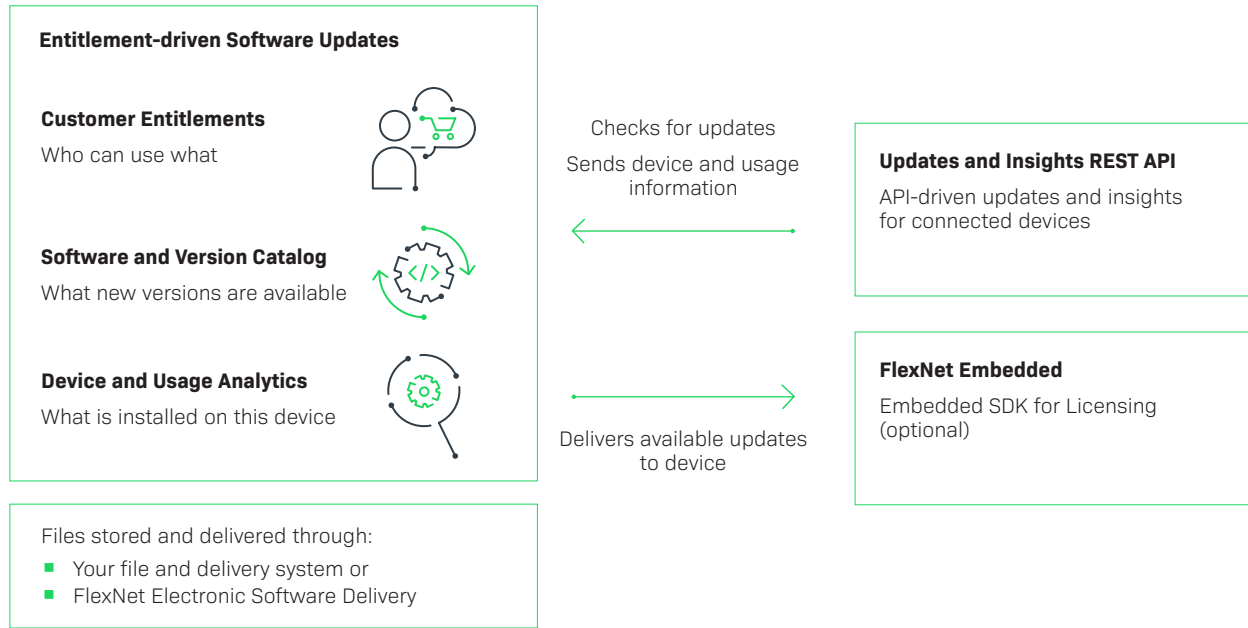 Entitlement-driven Software Updates
Customer Entitlements
Who can use what
Software and Version Catalog
What new versions are available
</>
Device and Usage Analytics
What is installed on this device
Files stored and delivered through:
Your file and delivery system or
FlexNet Electronic Software Delivery
Checks for updates
Sends device and usage
information
Delivers available updates
to device
Updates and Insights REST API
API-driven updates and insights
for connected devices
FlexNet Embedded
Embedded SDK for Licensing
(optional)